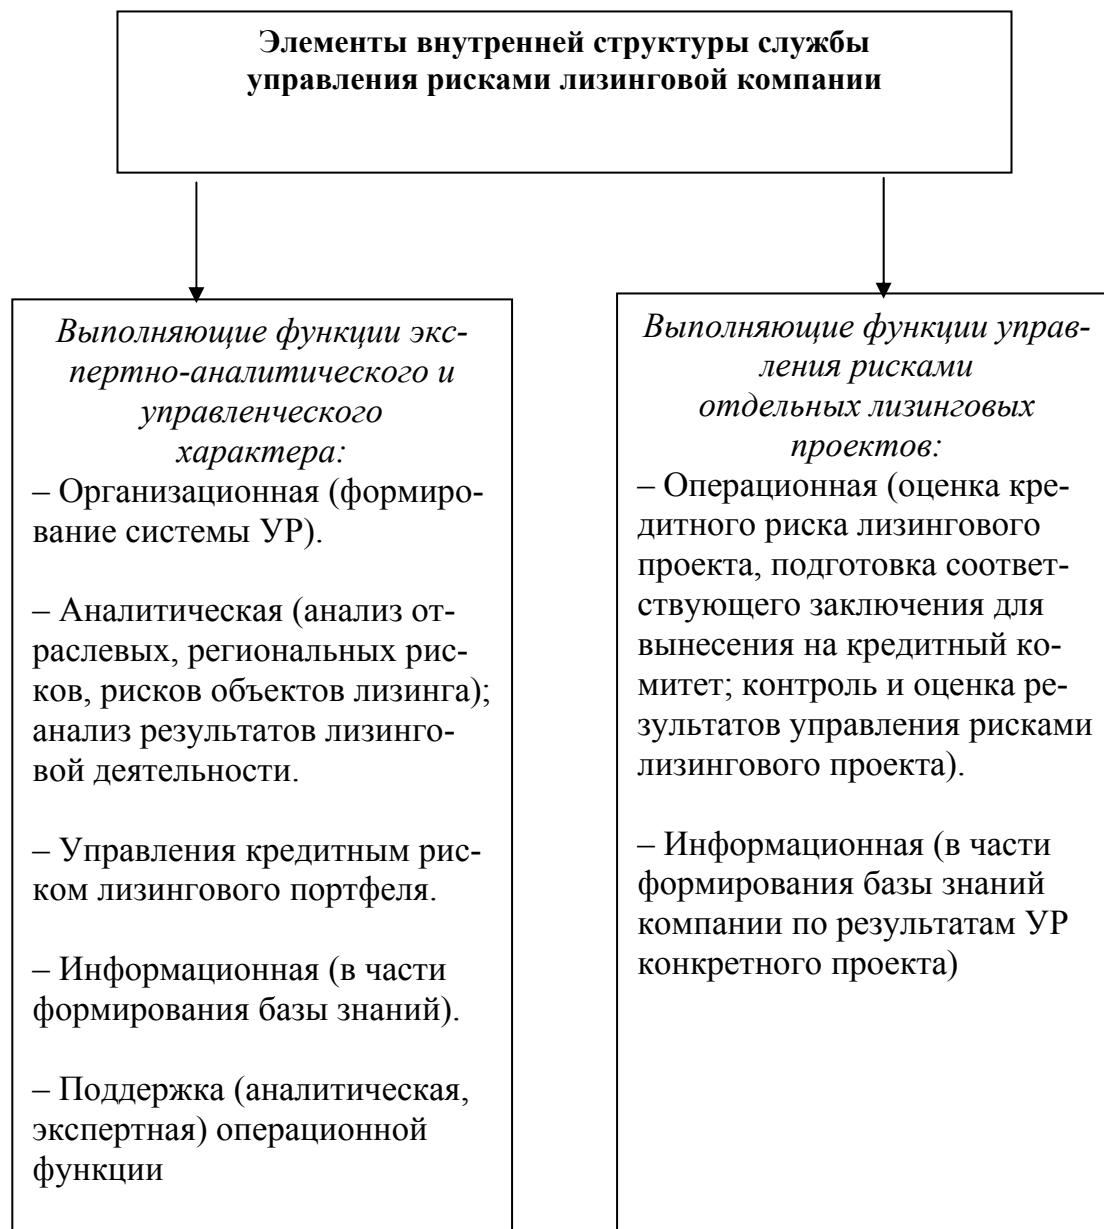 Элементы внутренней структуры службы
управления рисками лизинговой компании
Выполняющие функции экс-
пертно-аналитического и
управленческого
характера:
– Организационная (формиро-
вание системы УР).
– Аналитическая (анализ от-
раслевых, региональных рис-
ков, рисков объектов лизинга);
анализ результатов лизинго-
вой деятельности.
– Управления кредитным рис-
ком лизингового портфеля.
– Информационная (в части
формирования базы знаний).
– Поддержка (аналитическая,
экспертная) операционной
функции
Выполняющие функции управ-
ления рисками
отдельных лизинговых
проектов:
– Операционная (оценка кре-
дитного риска лизингового
проекта, подготовка соответ-
ствующего заключения для
вынесения на кредитный ко-
митет; контроль и оценка ре-
зультатов управления рисками
лизингового проекта).
– Информационная (в части
формирования базы знаний
компании по результатам УР
конкретного проекта)